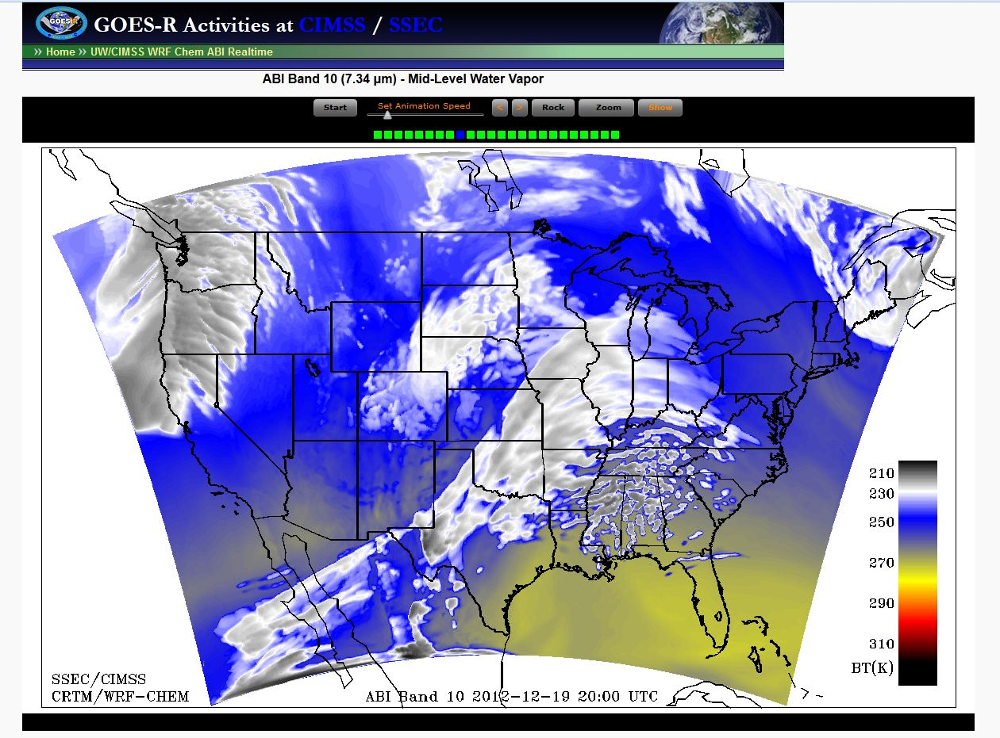 GOES-R
GOES-R Activities at CIMSS / SSEC
›› Home ›› UW/CIMSS WRF Chem ABI Realtime
ABI Band 10 (7.34 µm) - Mid-Level Water Vapor
Start Set Animation Speed < > Rock Zoom Show
210
230
250
270
290
310
BT(K)
SSEC/CIMSS
CRTM/WRF-CHEM
ABI Band 10 2012-12-19 20:00 UTC